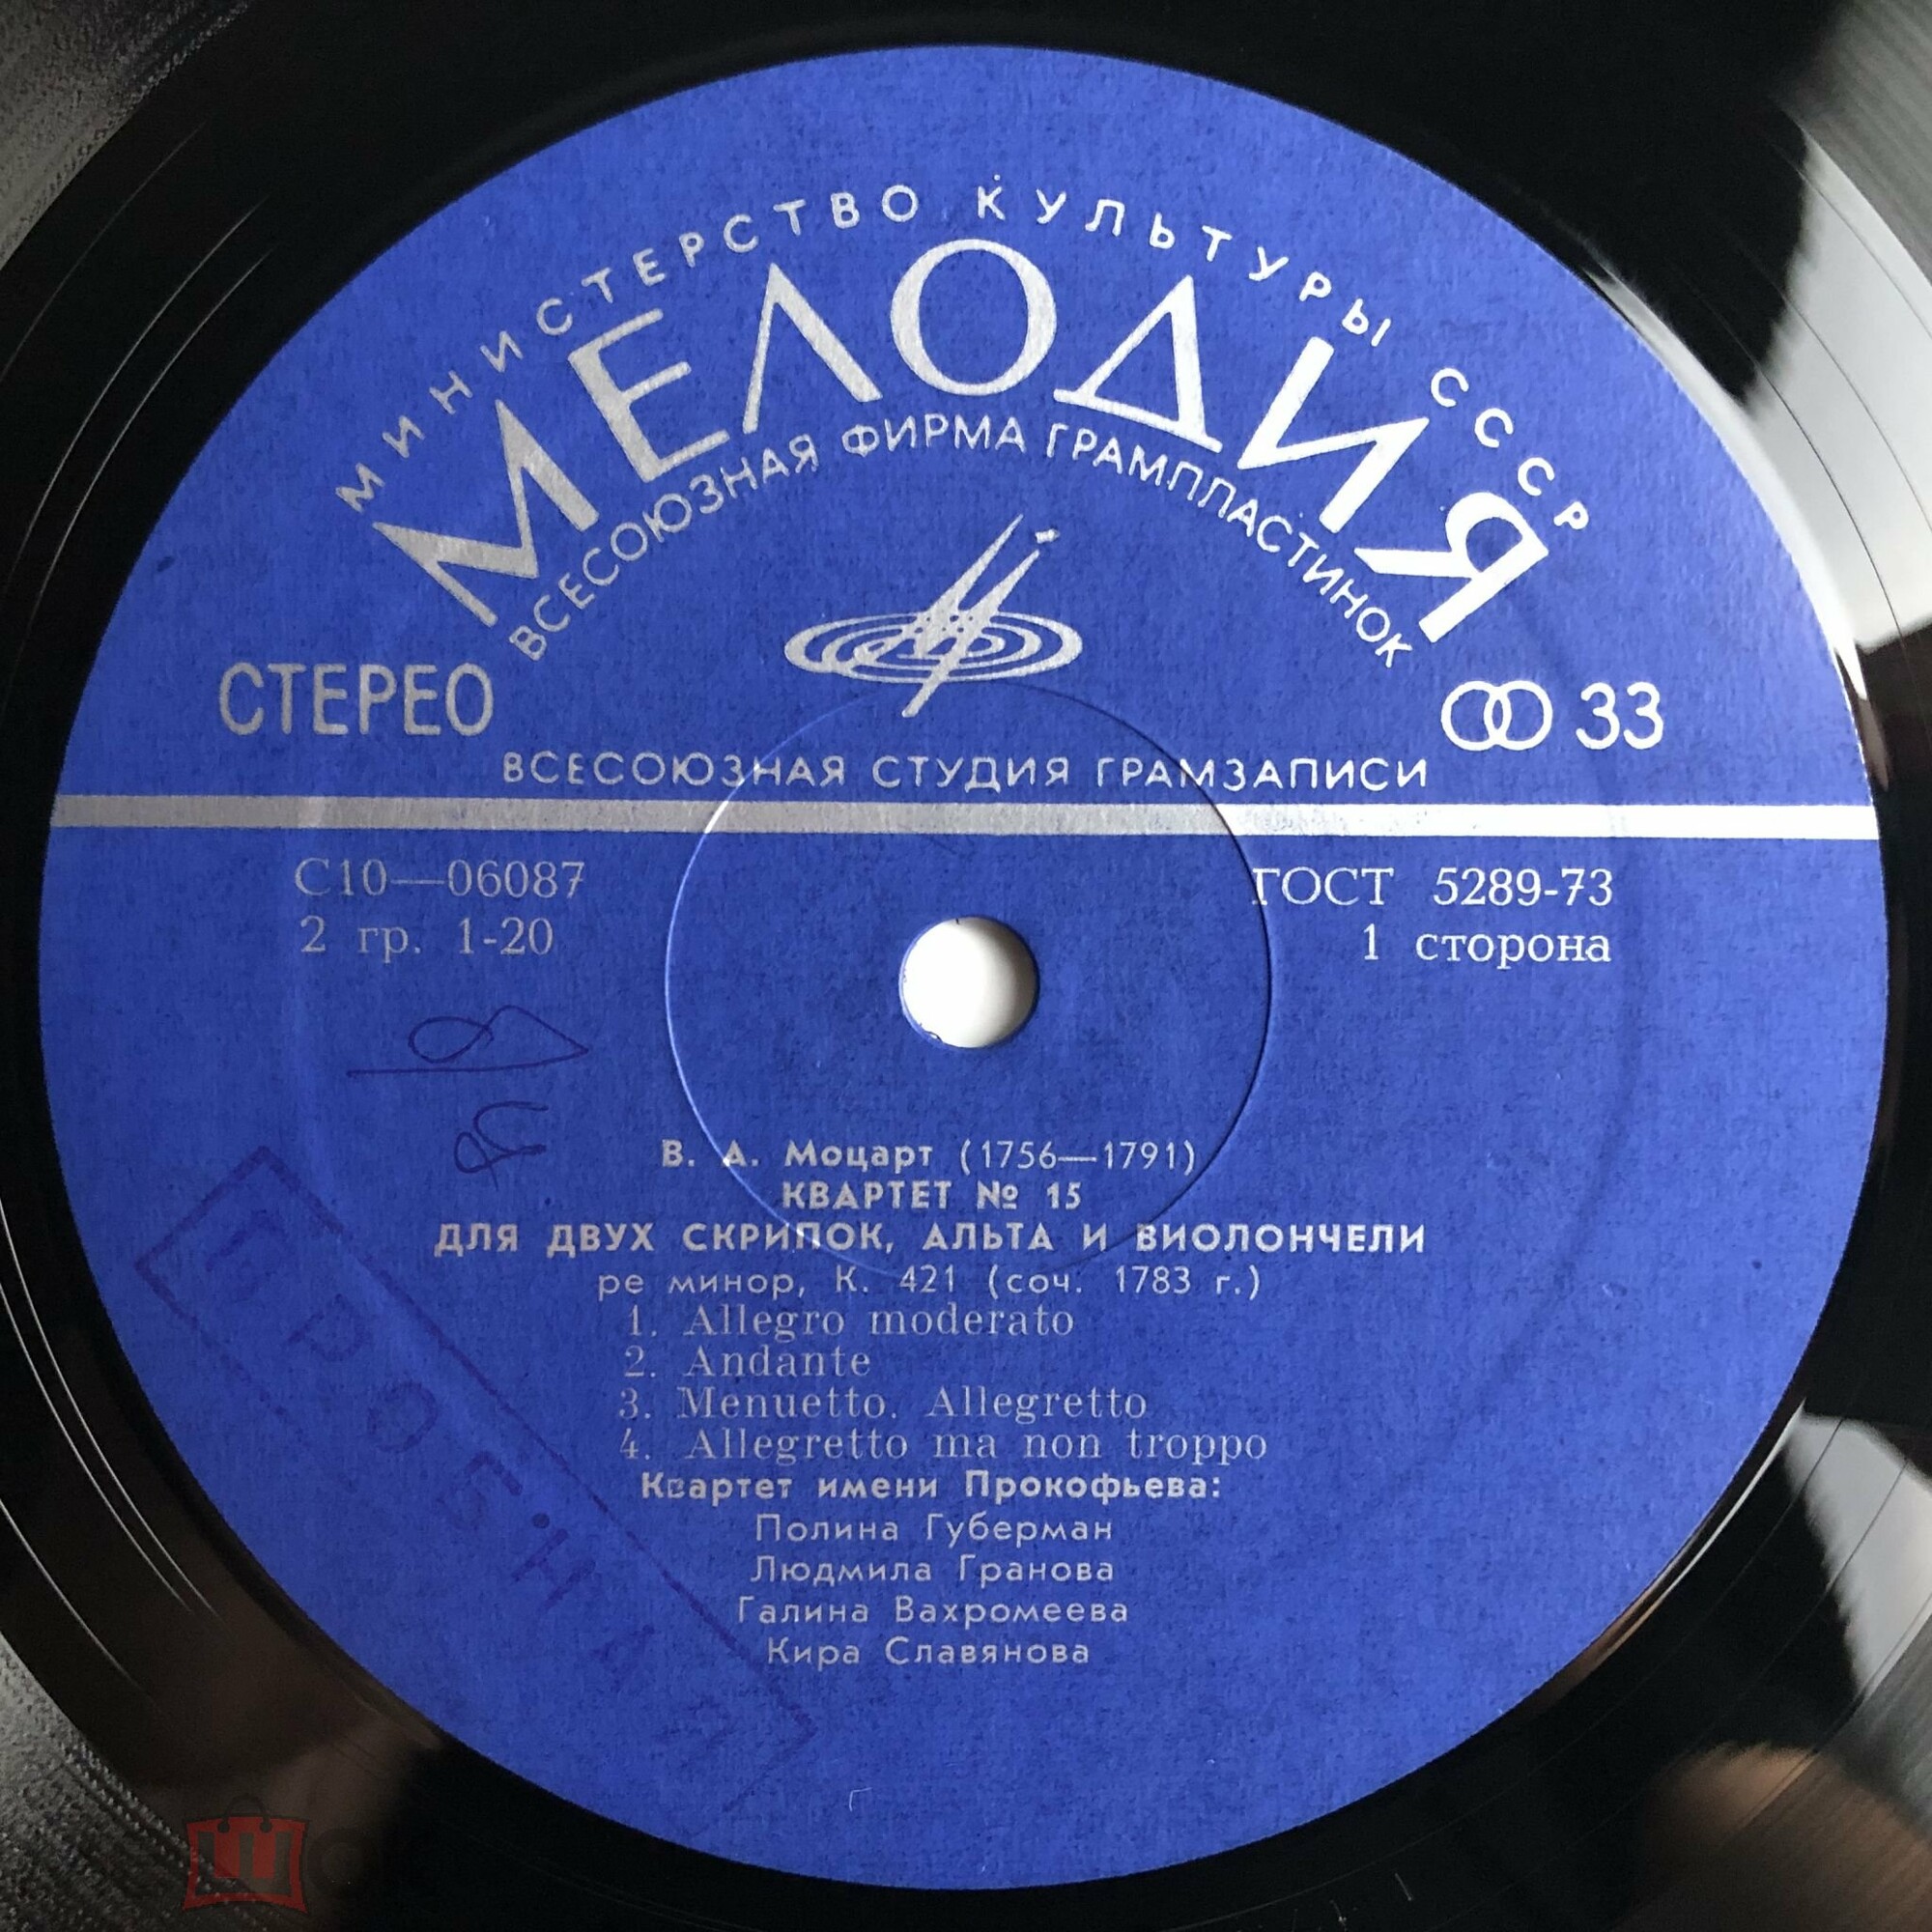 МИНИСТЕРСТВО КУЛЬТУРЫ СССР
МЕЛОДИЯ
ВСЕСОЮЗНАЯ ФИРМА ГРАМПЛАСТИНОК
СТЕРЕО
33
ВСЕСОЮЗНАЯ СТУДИЯ ГРАМЗАПИСИ
С10—06087
ГОСТ 5289-73
2 гр. 1-20
1 сторона
В. А. Моцарт (1756—1791)
КВАРТЕТ № 15
ДЛЯ ДВУХ СКРИПОК, АЛЬТА И ВИОЛОНЧЕЛИ
ре минор, К. 421 (соч. 1783 г.)
1. Allegro moderato
2. Andante
3. Menuetto. Allegretto
4. Allegretto ma non troppo
Квартет имени Прокофьева:
Полина Губерман
Людмила Гранова
Галина Вахромеева
Кира Славянова